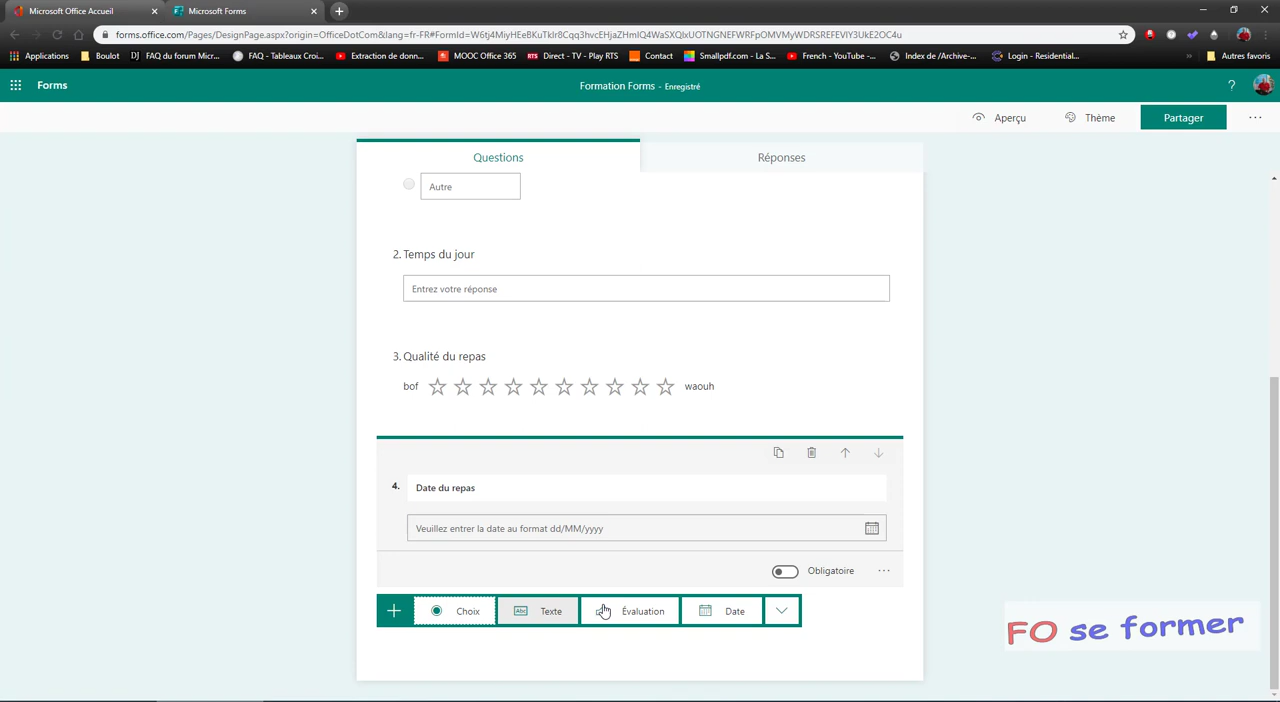 Microsoft Office Accueil
Microsoft Forms
forms.office.com/Pages/DesignPage.aspx?origin=OfficeDotCom&lang=fr-FR#FormId=W6tj4MiyHEeBKuTklr8Cqq3hvcEHjaZHmlQ4WaSXQlxUOTNGNEFWRFpOMVMyWDRSREFEVlY3UkE2OC4u
Applications
Boulot
FAQ du forum Micr...
FAQ - Tableaux Croi...
Extraction de donn...
MOOC Office 365
RTS
Direct - TV - Play RTS
Contact
Smallpdf.com - La S...
French - YouTube -...
Index de /Archive-...
Login - Residential...
Autres favoris
Forms
Formation Forms - Enregistré
?
Aperçu
Thème
Partager
Questions
Réponses
Autre
2. Temps du jour
Entrez votre réponse
3. Qualité du repas
bof
waouh
4.
Date du repas
Veuillez entrer la date au format dd/MM/yyyy
Obligatoire
Choix
Abc
Texte
Évaluation
Date
FO se former